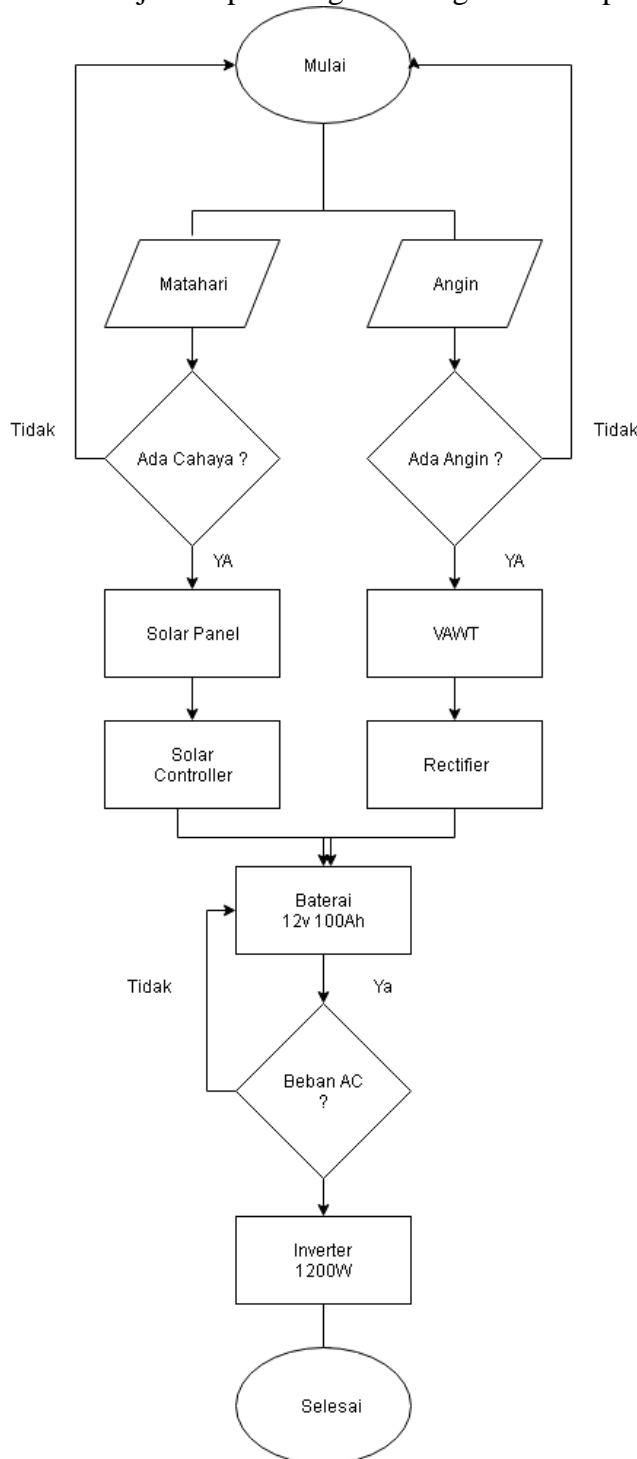 Mulai
Matahari
Angin
Tidak
Ada Cahaya ?
Ada Angin ?
Tidak
YA
YA
Solar Panel
VAWT
Solar
Controller
Rectifier
Baterai
12v 100Ah
Tidak
Ya
Beban AC
?
Inverter
1200W
Selesai